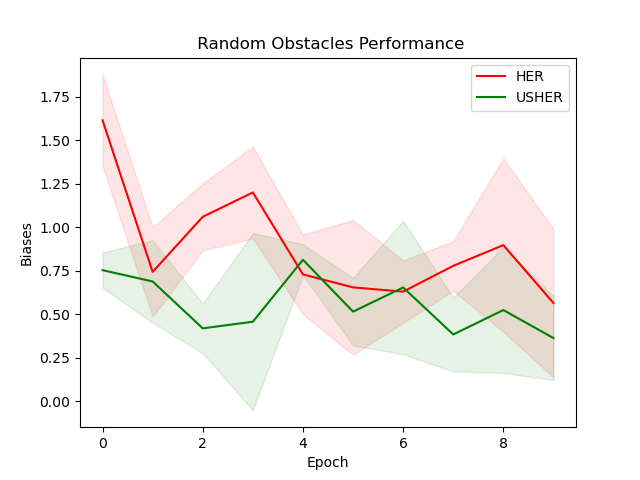 Random Obstacles Performance
HER
USHER
1.75
1.50
1.25
1.00
0.75
0.50
0.25
0.00
Biases
0 2 4 6 8
Epoch